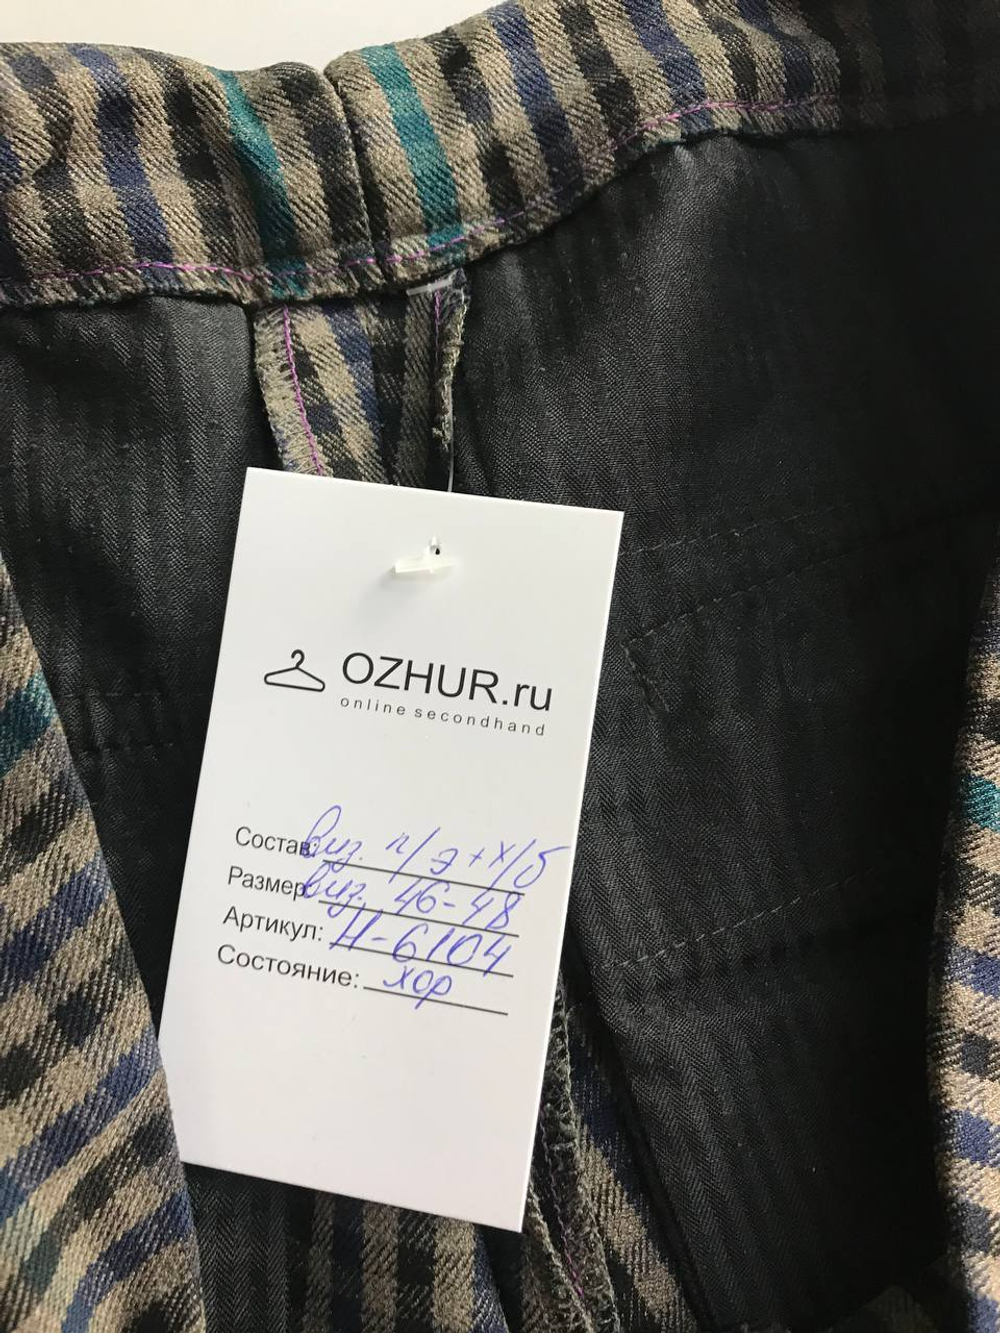 OZHUR.ru
online secondhand
Состав: виз. п/э+х/б
Размер: виз. 46-48
Артикул: Н-6104
Состояние: хор